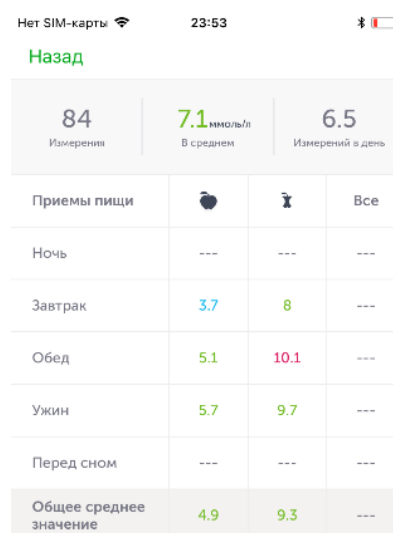 Нет SIM-карты 23:53
Назад
84 7.1 ммоль/л 6.5
Измерения В среднем Измерений в день
Приемы пищи Все
Ночь --- --- ---
Завтрак 3.7 8 ---
Обед 5.1 10.1 ---
Ужин 5.7 9.7 ---
Перед сном --- --- ---
Общее среднее
значение 4.9 9.3 ---